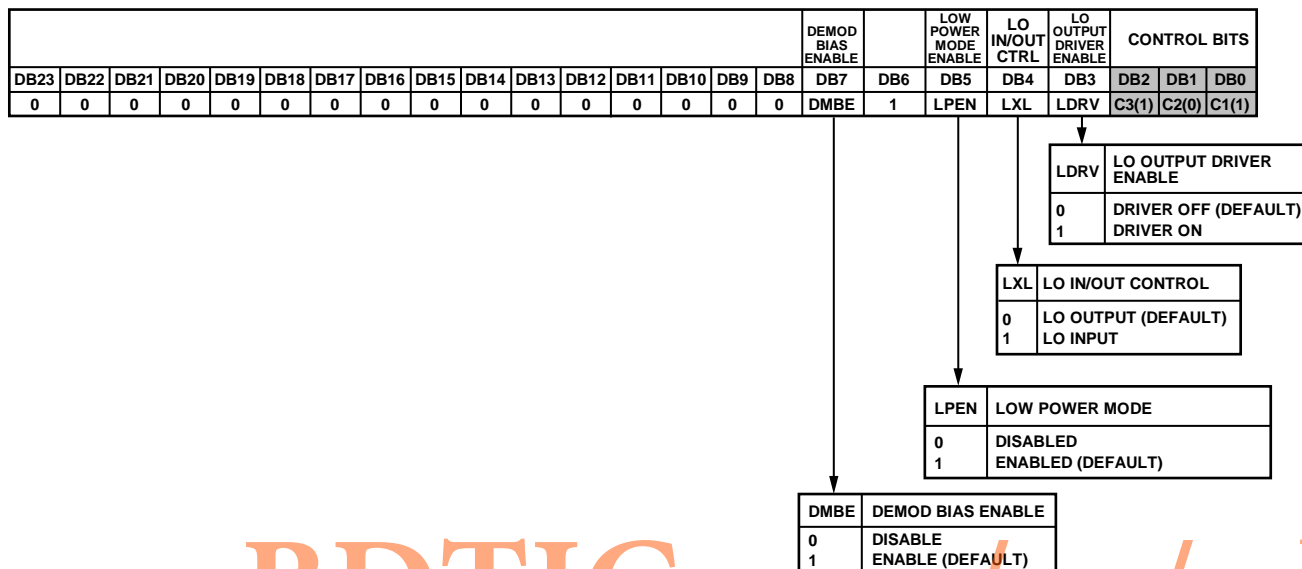 DEMOD BIAS ENABLE LOW POWER MODE ENABLE LO IN/OUT CTRL LO OUTPUT DRIVER ENABLE CONTROL BITS
DB23 DB22 DB21 DB20 DB19 DB18 DB17 DB16 DB15 DB14 DB13 DB12 DB11 DB10 DB9 DB8 DB7 DB6 DB5 DB4 DB3 DB2 DB1 DB0
0 0 0 0 0 0 0 0 0 0 0 0 0 0 0 0 DMBE 1 LPEN LXL LDRV C3(1) C2(0) C1(1)
LDRV LO OUTPUT DRIVER ENABLE
0 DRIVER OFF (DEFAULT)
1 DRIVER ON
LXL LO IN/OUT CONTROL
0 LO OUTPUT (DEFAULT)
1 LO INPUT
LPEN LOW POWER MODE
0 DISABLED
1 ENABLED (DEFAULT)
DMBE DEMOD BIAS ENABLE
0 DISABLE
1 ENABLE (DEFAULT)